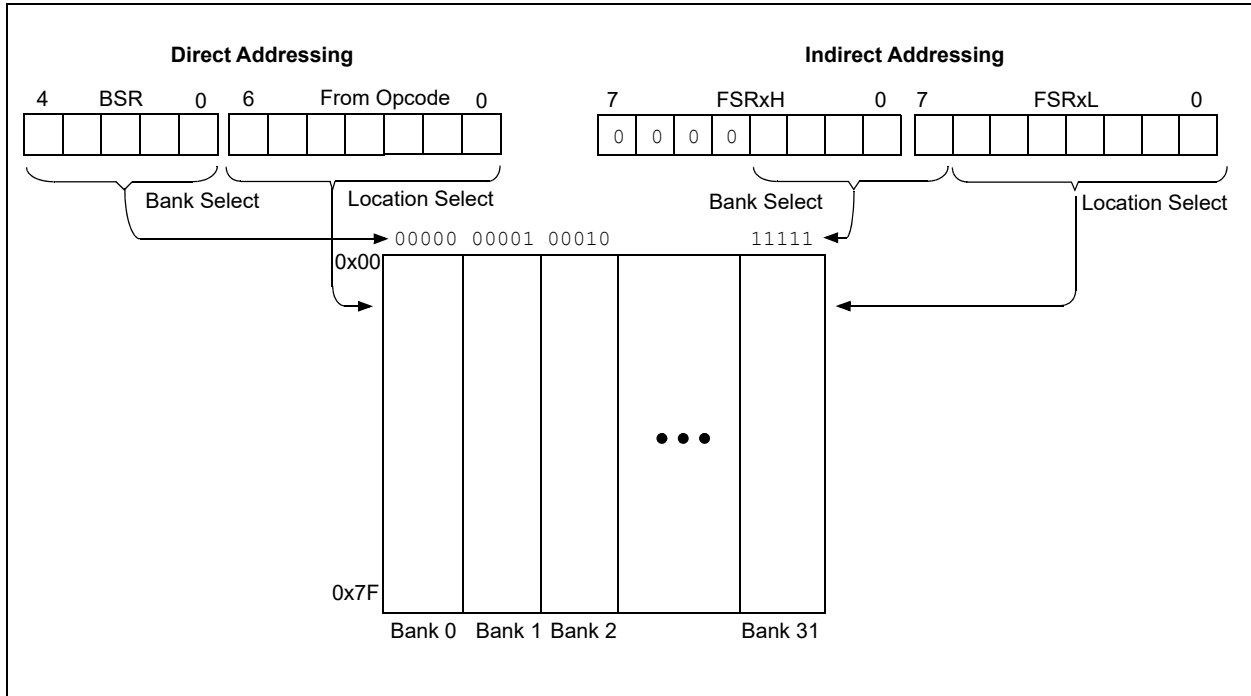 Direct Addressing Indirect Addressing
4 BSR 0 6 From Opcode 0 7 FSRxH 0 7 FSRxL 0
0 0 0 0
Bank Select Location Select Bank Select Location Select
00000 00001 00010 11111
0x00
0x7F
Bank 0 Bank 1 Bank 2 Bank 31